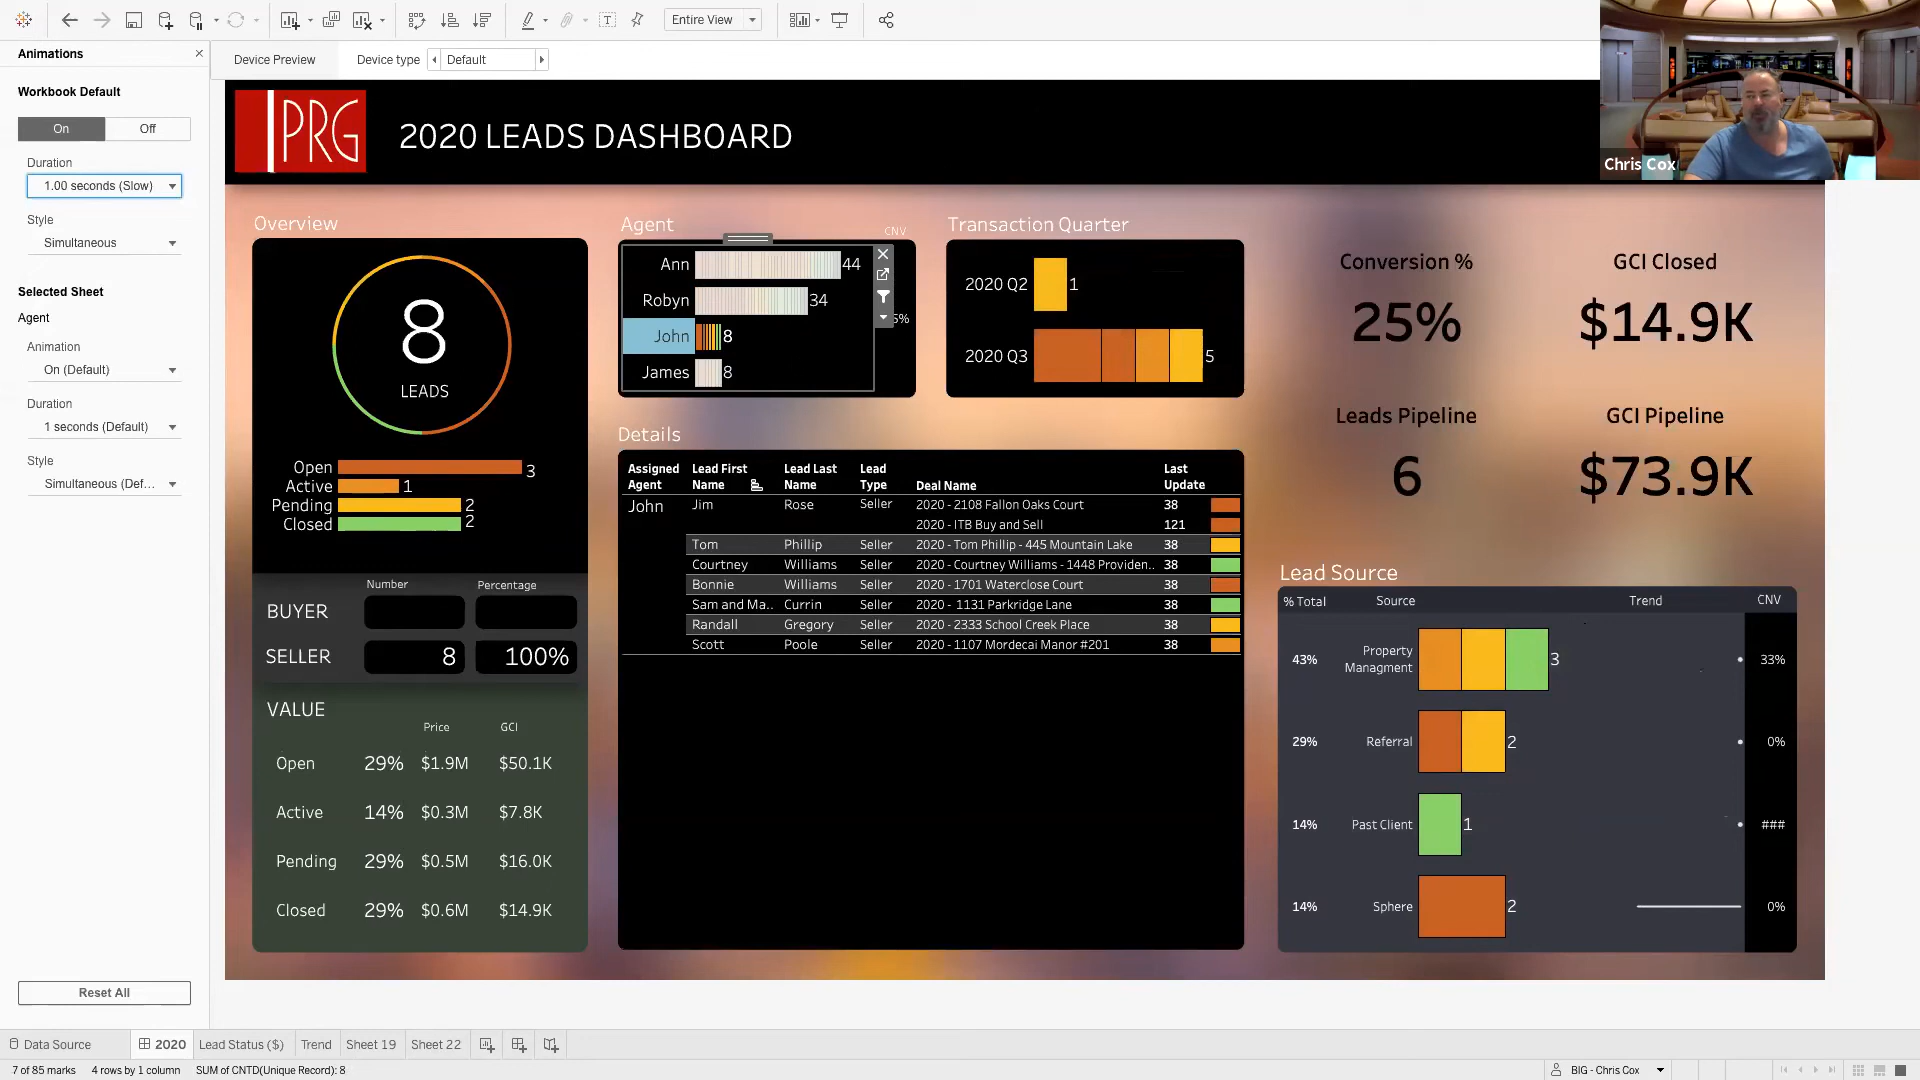 Entire View
Animations
Device Preview
Device type
Default
Workbook Default
On
Off
Duration
1.00 seconds (Slow)
Style
Simultaneous
Selected Sheet
Agent
Animation
On (Default)
Duration
1 seconds (Default)
Style
Simultaneous (Def...
Reset All
PRG
2020 LEADS DASHBOARD
Chris Cox
Overview
8
LEADS
Open 3
Active 1
Pending 2
Closed 2
Number Percentage
BUYER
SELLER 8 100%
VALUE
Price GCI
Open 29% $1.9M $50.1K
Active 14% $0.3M $7.8K
Pending 29% $0.5M $16.0K
Closed 29% $0.6M $14.9K
Agent
CNV
Ann 44
Robyn 34
5%
John 8
James 8
Transaction Quarter
2020 Q2 1
2020 Q3 5
Conversion %
25%
GCI Closed
$14.9K
Leads Pipeline
6
GCI Pipeline
$73.9K
Details
Assigned Agent Lead First Name Lead Last Name Lead Type Deal Name Last Update
John Jim Rose Seller 2020 - 2108 Fallon Oaks Court 38
2020 - ITB Buy and Sell 121
Tom Phillip Seller 2020 - Tom Phillip - 445 Mountain Lake 38
Courtney Williams Seller 2020 - Courtney Williams - 1448 Providen.. 38
Bonnie Williams Seller 2020 - 1701 Waterclose Court 38
Sam and Ma.. Currin Seller 2020 - 1131 Parkridge Lane 38
Randall Gregory Seller 2020 - 2333 School Creek Place 38
Scott Poole Seller 2020 - 1107 Mordecai Manor #201 38
Lead Source
% Total Source Trend CNV
43% Property Managment 3 33%
29% Referral 2 0%
14% Past Client 1 ###
14% Sphere 2 0%
Data Source
2020
Lead Status ($)
Trend
Sheet 19
Sheet 22
7 of 85 marks 4 rows by 1 column SUM of CNTD(Unique Record): 8
BIG - Chris Cox